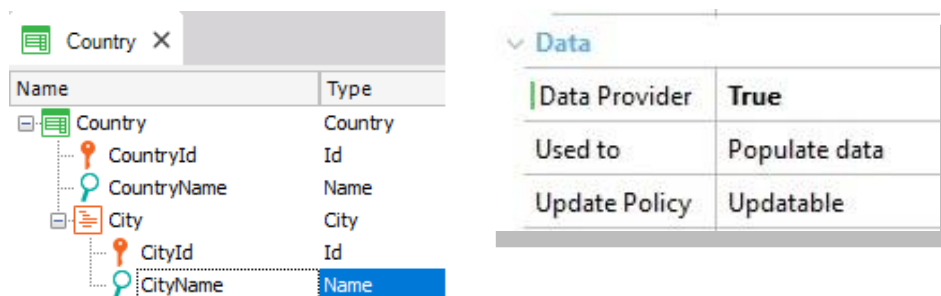 Country
Name Type
Country Country
CountryId Id
CountryName Name
City City
CityId Id
CityName Name
Data
Data Provider True
Used to Populate data
Update Policy Updatable